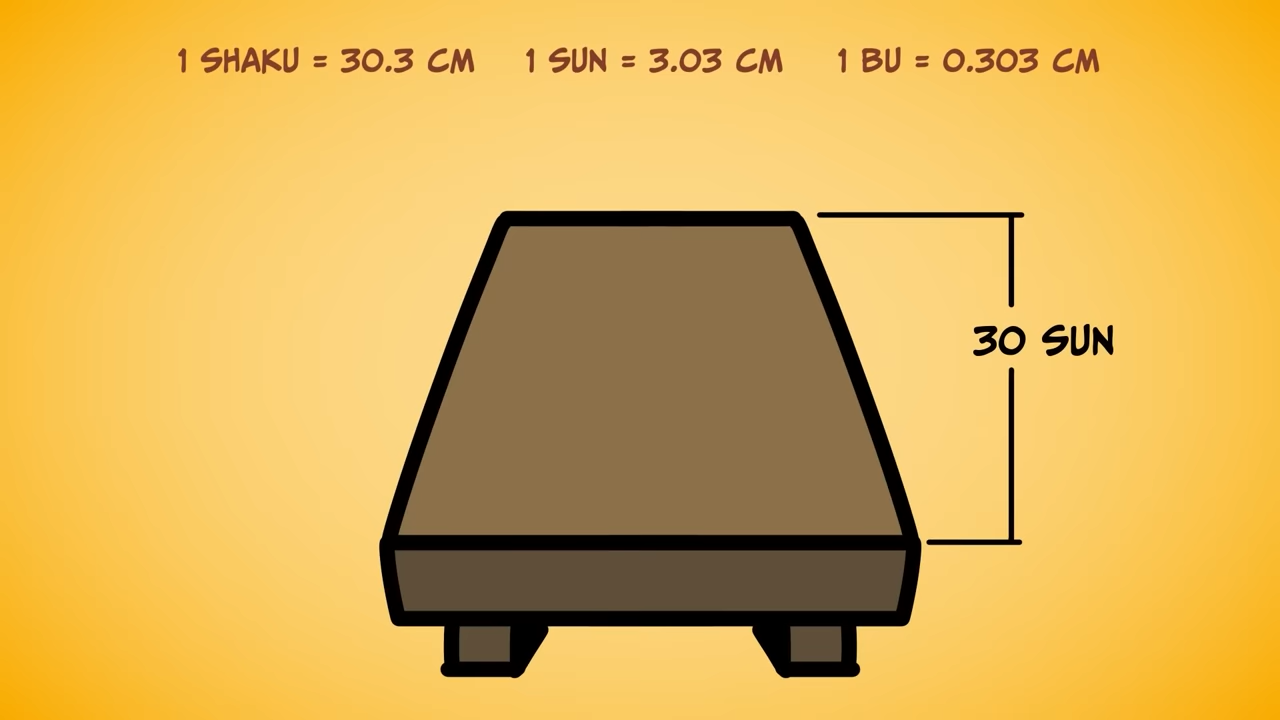 1 SHAKU = 30.3 CM 1 SUN = 3.03 CM 1 BU = 0.303 CM
30 SUN